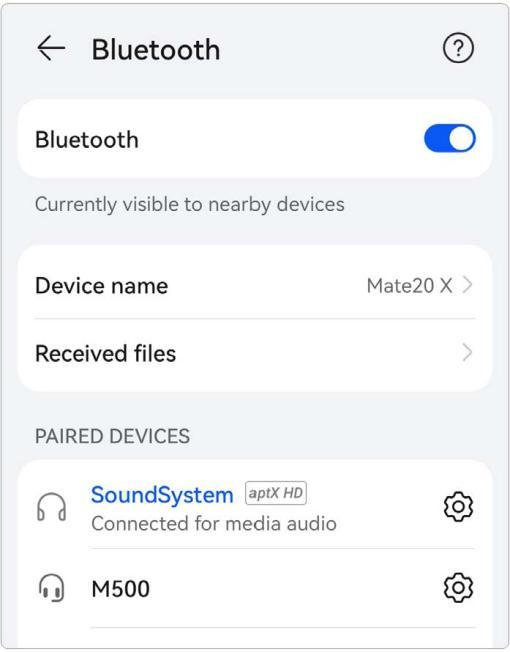 Bluetooth
Bluetooth
Currently visible to nearby devices
Device name Mate20 X
Received files
PAIRED DEVICES
SoundSystem aptX HD
Connected for media audio
M500